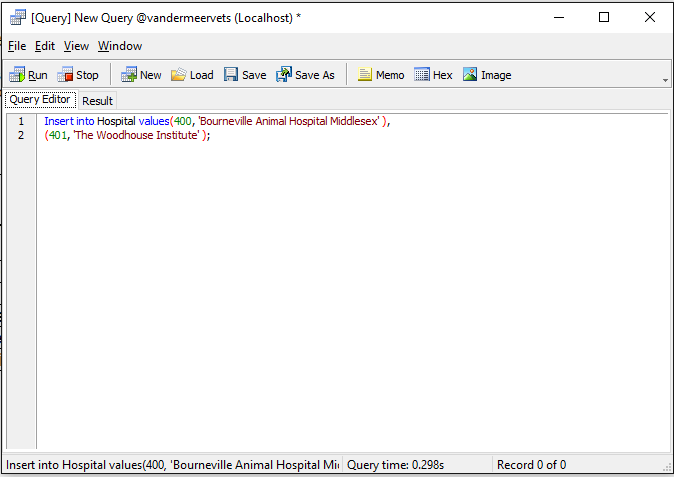 [Query] New Query @vandermeervets (Localhost) *
File Edit View Window
Run Stop New Load Save Save As Memo Hex Image
Query Editor Result
1 Insert into Hospital values(400, 'Bourneville Animal Hospital Middlesex' ),
2 (401, 'The Woodhouse Institute' );
Insert into Hospital values(400, 'Bourneville Animal Hospital Mi Query time: 0.298s Record 0 of 0